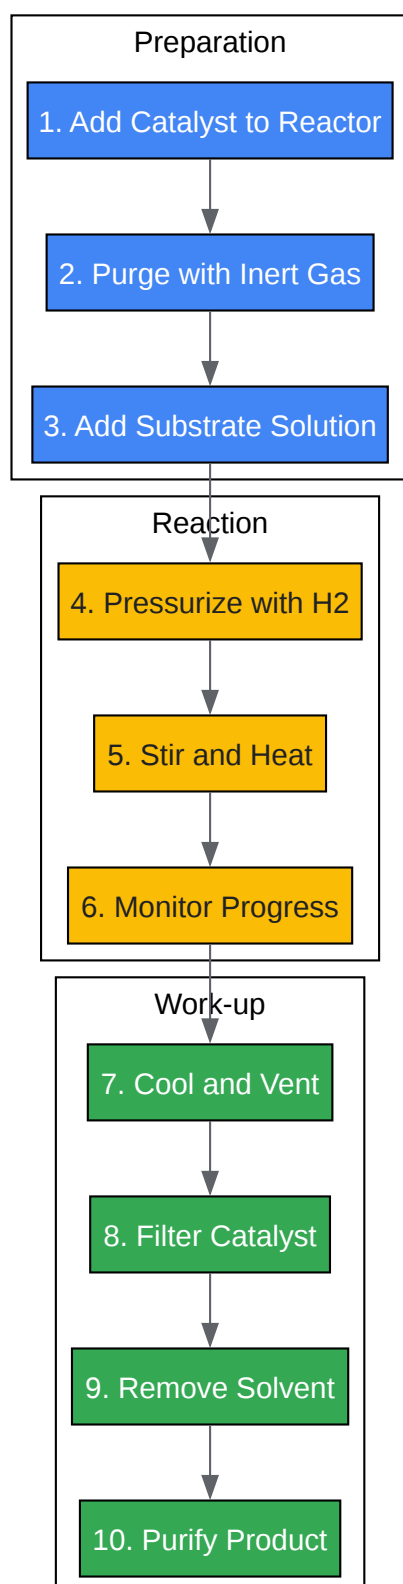 Preparation
1. Add Catalyst to Reactor
2. Purge with Inert Gas
3. Add Substrate Solution
Reaction
4. Pressurize with H2
5. Stir and Heat
6. Monitor Progress
Work-up
7. Cool and Vent
8. Filter Catalyst
9. Remove Solvent
10. Purify Product